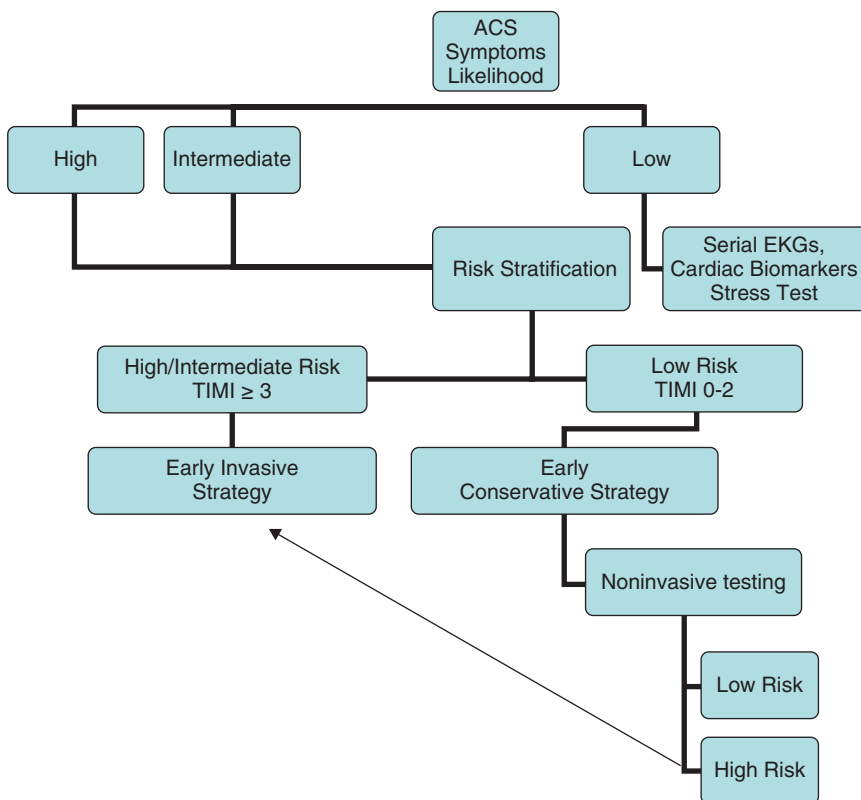 ACS
Symptoms
Likelihood
High
Intermediate
Low
Serial EKGs,
Cardiac Biomarkers
Stress Test
Risk Stratification
High/Intermediate Risk
TIMI ≥ 3
Low Risk
TIMI 0-2
Early Invasive
Strategy
Early
Conservative Strategy
Noninvasive testing
Low Risk
High Risk